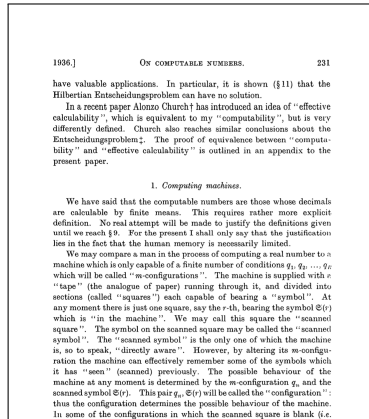 1936.] ON COMPUTABLE NUMBERS. 231
have valuable applications. In particular, it is shown (§11) that the
Hilbertian Entscheidungsproblem can have no solution.
In a recent paper Alonzo Church† has introduced an idea of "effective
calculability", which is equivalent to my "computability", but is very
differently defined. Church also reaches similar conclusions about the
Entscheidungsproblem‡. The proof of equivalence between "computa-
bility" and "effective calculability" is outlined in an appendix to the
present paper.
1. Computing machines.
We have said that the computable numbers are those whose decimals
are calculable by finite means. This requires rather more explicit
definition. No real attempt will be made to justify the definitions given
until we reach §9. For the present I shall only say that the justification
lies in the fact that the human memory is necessarily limited.
We may compare a man in the process of computing a real number to a
machine which is only capable of a finite number of conditions q₁, q₂, ..., q_R
which will be called "m-configurations". The machine is supplied with a
"tape" (the analogue of paper) running through it, and divided into
sections (called "squares") each capable of bearing a "symbol". At
any moment there is just one square, say the r-th, bearing the symbol 𝔖(r)
which is "in the machine". We may call this square the "scanned
square". The symbol on the scanned square may be called the "scanned
symbol". The "scanned symbol" is the only one of which the machine
is, so to speak, "directly aware". However, by altering its m-configu-
ration the machine can effectively remember some of the symbols which
it has "seen" (scanned) previously. The possible behaviour of the
machine at any moment is determined by the m-configuration qₙ and the
scanned symbol 𝔖(r). This pair qₙ, 𝔖(r) will be called the "configuration":
thus the configuration determines the possible behaviour of the machine.
In some of the configurations in which the scanned square is blank (i.e.